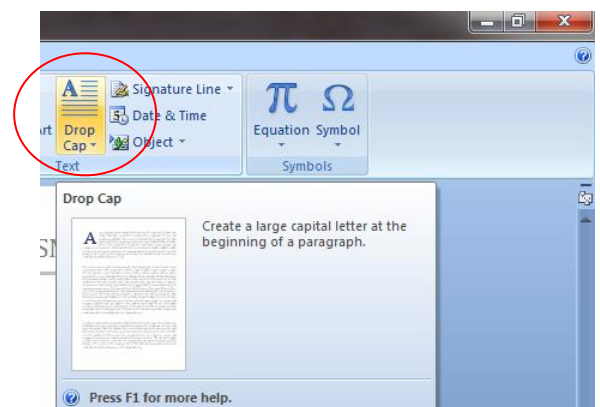 Signature Line
Date & Time
Object
Drop
Cap
Text
Equation
Symbol
Symbols
Drop Cap
Create a large capital letter at the
beginning of a paragraph.
A
Press F1 for more help.